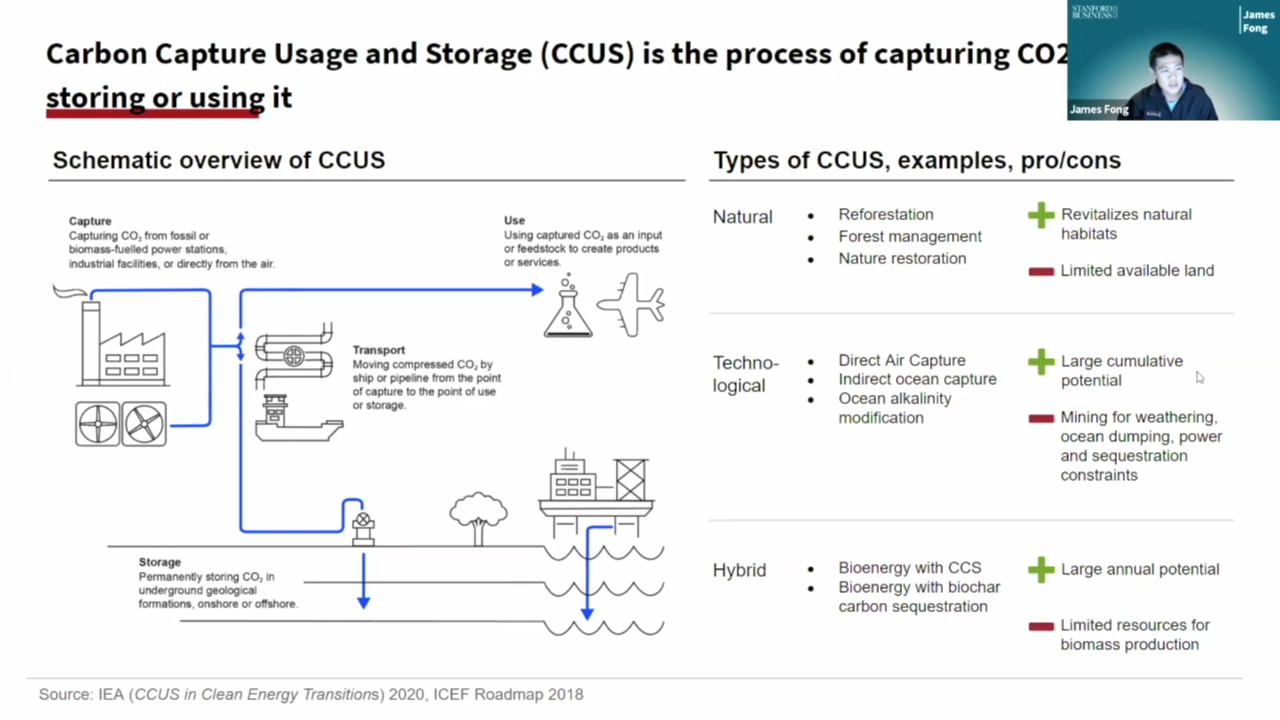 Carbon Capture Usage and Storage (CCUS) is the process of capturing CO2
storing or using it
STANFORD
BUSINESS
James
Fong
James Fong
Schematic overview of CCUS
Capture
Capturing CO₂ from fossil or
biomass-fuelled power stations,
industrial facilities, or directly from the air.
Use
Using captured CO₂ as an input
or feedstock to create products
or services.
Transport
Moving compressed CO₂ by
ship or pipeline from the point
of capture to the point of use
or storage.
Storage
Permanently storing CO₂ in
underground geological
formations, onshore or offshore.
Types of CCUS, examples, pro/cons
Natural
• Reforestation
• Forest management
• Nature restoration
Revitalizes natural
habitats
Limited available land
Techno-
logical
• Direct Air Capture
• Indirect ocean capture
• Ocean alkalinity
modification
Large cumulative
potential
Mining for weathering,
ocean dumping, power
and sequestration
constraints
Hybrid
• Bioenergy with CCS
• Bioenergy with biochar
carbon sequestration
Large annual potential
Limited resources for
biomass production
Source: IEA (CCUS in Clean Energy Transitions) 2020, ICEF Roadmap 2018